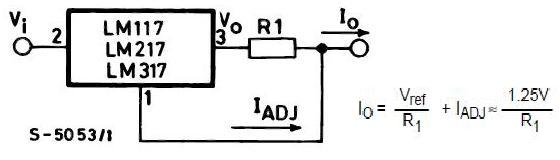 Vi
2
LM117
LM217
LM317
Vo
3
R1
Io
1
IADJ
S-5053/1
IO = Vref / R1 + IADJ ≈ 1.25V / R1